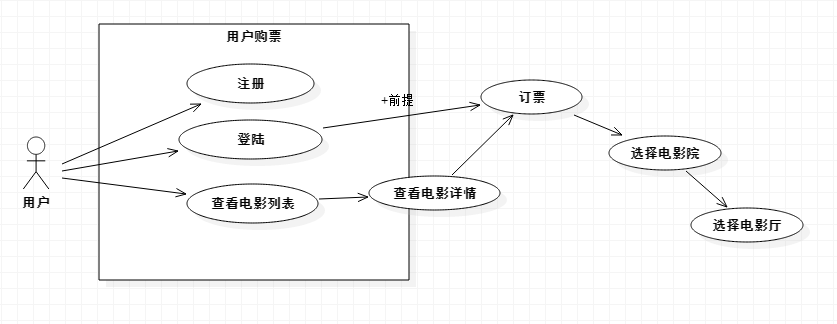 用户购票
注册
+前提
订票
登陆
选择电影院
用户
查看电影列表
查看电影详情
选择电影厅